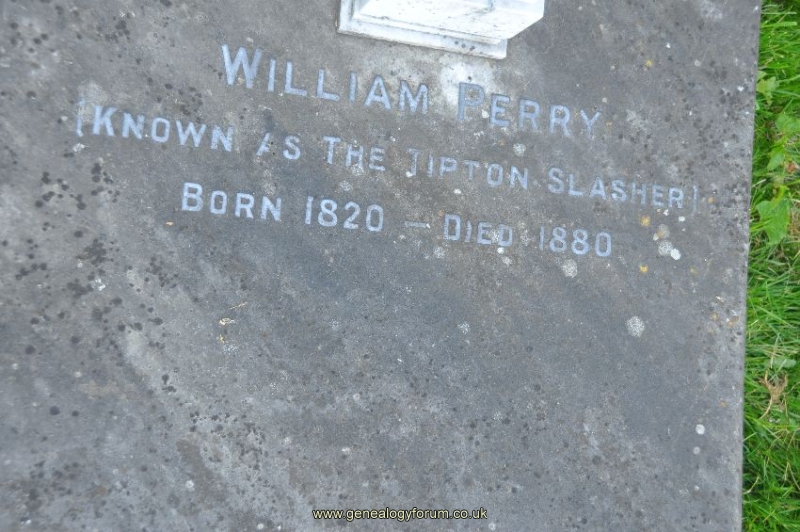 WILLIAM PERRY
(KNOWN AS THE TIPTON SLASHER)
BORN 1820 — DIED 1880
www.genealogyforum.co.uk